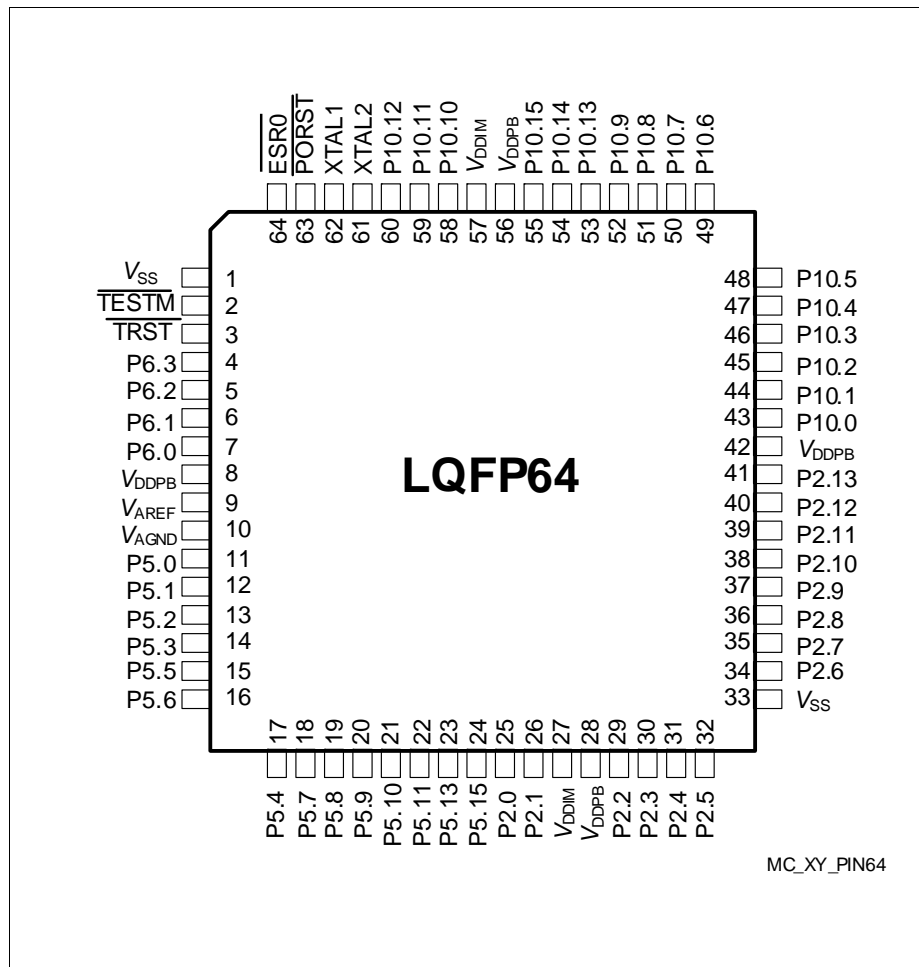 ESR0
PORST
XTAL1
XTAL2
P10.12
P10.11
P10.10
VDDIM
VDDPB
P10.15
P10.14
P10.13
P10.9
P10.8
P10.7
P10.6
64
63
62
61
60
59
58
57
56
55
54
53
52
51
50
49
VSS 1
TESTM 2
TRST 3
P6.3 4
P6.2 5
P6.1 6
P6.0 7
VDDPB 8
VAREF 9
VAGND 10
P5.0 11
P5.1 12
P5.2 13
P5.3 14
P5.5 15
P5.6 16
LQFP64
48 P10.5
47 P10.4
46 P10.3
45 P10.2
44 P10.1
43 P10.0
42 VDDPB
41 P2.13
40 P2.12
39 P2.11
38 P2.10
37 P2.9
36 P2.8
35 P2.7
34 P2.6
33 VSS
17
18
19
20
21
22
23
24
25
26
27
28
29
30
31
32
P5.4
P5.7
P5.8
P5.9
P5.10
P5.11
P5.13
P5.15
P2.0
P2.1
VDDIM
VDDPB
P2.2
P2.3
P2.4
P2.5
MC_XY_PIN64